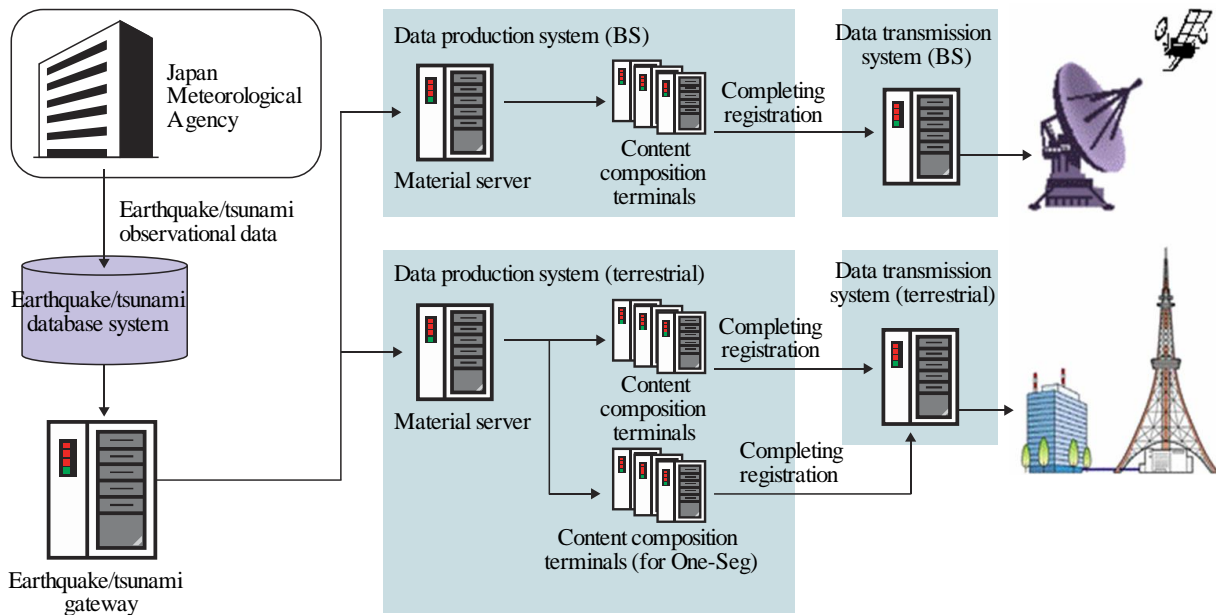 Japan
Meteorological
Agency
Earthquake/tsunami
observational data
Earthquake/tsunami
database system
Earthquake/tsunami
gateway
Data production system (BS)
Material server
Content
composition
terminals
Completing
registration
Data transmission
system (BS)
Data production system (terrestrial)
Material server
Content
composition
terminals
Completing
registration
Content composition
terminals (for One-Seg)
Completing
registration
Data transmission
system (terrestrial)